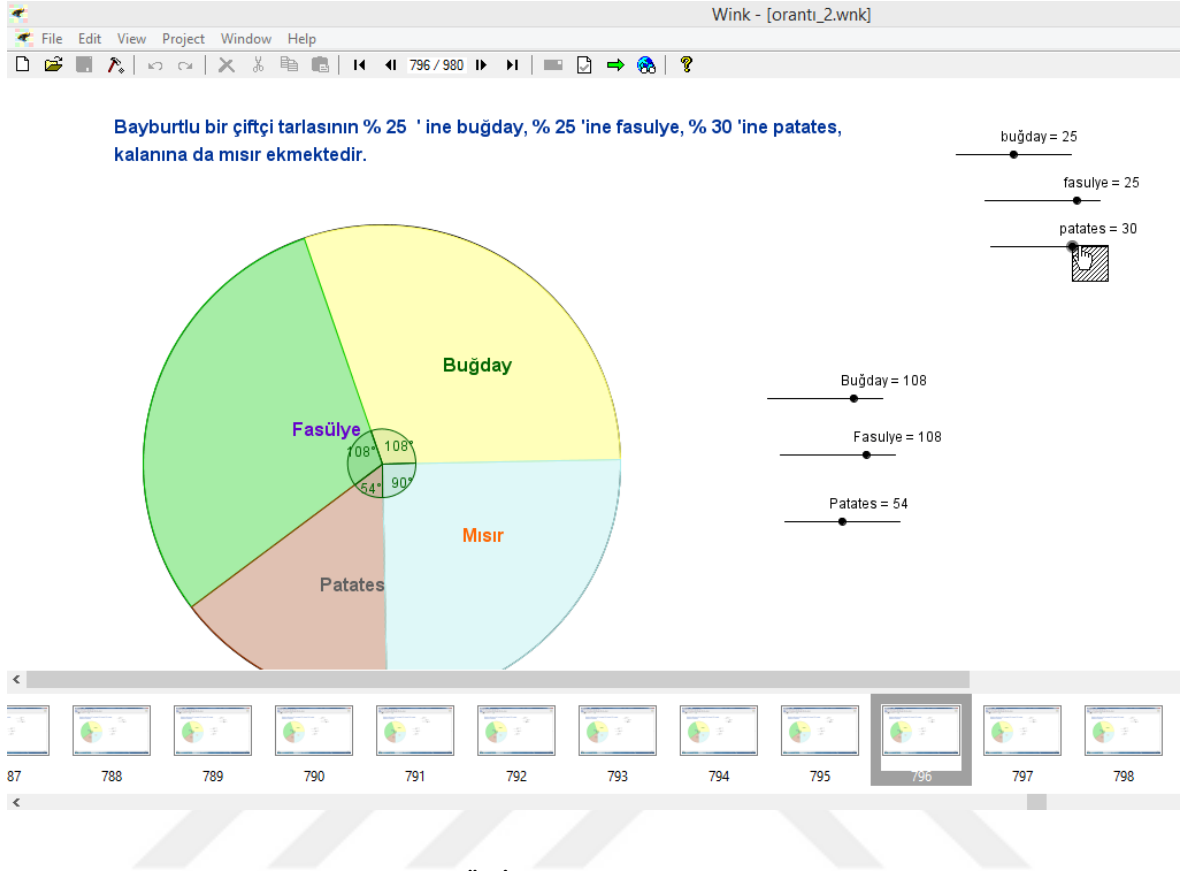 Wink - [orantı_2.wnk]
File Edit View Project Window Help
796 / 980
Bayburtlu bir çiftçi tarlasının % 25 ' ine buğday, % 25 'ine fasulye, % 30 'ine patates,
kalanına da mısır ekmektedir.
buğday = 25
fasulye = 25
patates = 30
Buğday
Fasülye
108°
108°
54°
90°
Mısır
Patates
Buğday = 108
Fasulye = 108
Patates = 54
87 788 789 790 791 792 793 794 795 796 797 798